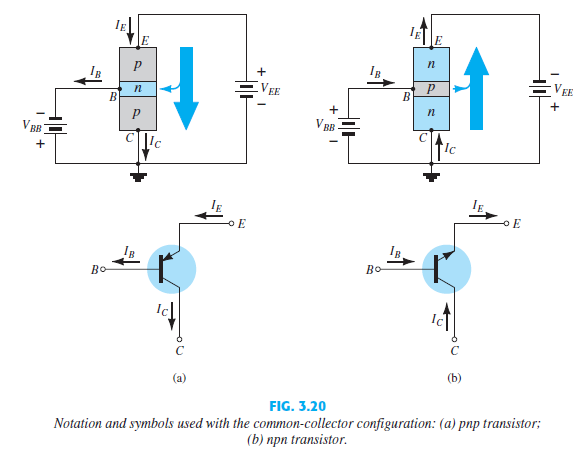 I_E
E
p
I_B
n
B
p
+
V_EE
−
−
V_BB
+
C
I_C
I_E
E
n
I_B
p
B
n
−
V_EE
+
+
V_BB
−
C
I_C
I_E
E
I_B
B
I_C
C
(a)
I_E
E
I_B
B
I_C
C
(b)
FIG. 3.20
Notation and symbols used with the common-collector configuration: (a) pnp transistor;
(b) npn transistor.